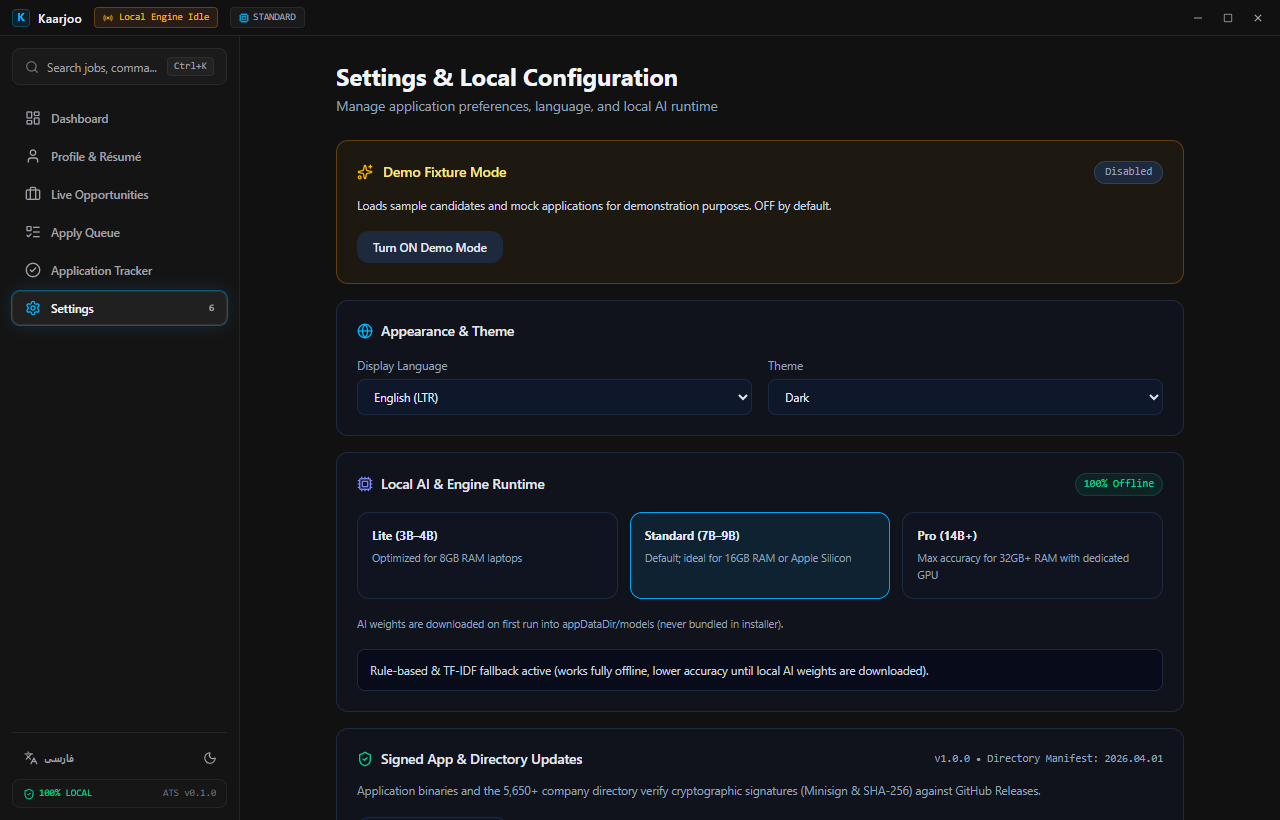 K Kaarjoo Local Engine Idle STANDARD
Search jobs, comma... Ctrl+K
Dashboard
Profile & Résumé
Live Opportunities
Apply Queue
Application Tracker
Settings 6
فارسی
100% LOCAL ATS v0.1.0
Settings & Local Configuration
Manage application preferences, language, and local AI runtime
Demo Fixture Mode Disabled
Loads sample candidates and mock applications for demonstration purposes. OFF by default.
Turn ON Demo Mode
Appearance & Theme
Display Language Theme
English (LTR) Dark
Local AI & Engine Runtime 100% Offline
Lite (3B–4B)
Optimized for 8GB RAM laptops
Standard (7B–9B)
Default; ideal for 16GB RAM or Apple Silicon
Pro (14B+)
Max accuracy for 32GB+ RAM with dedicated
GPU
AI weights are downloaded on first run into appDataDir/models (never bundled in installer).
Rule-based & TF-IDF fallback active (works fully offline, lower accuracy until local AI weights are downloaded).
Signed App & Directory Updates v1.0.0 • Directory Manifest: 2026.04.01
Application binaries and the 5,650+ company directory verify cryptographic signatures (Minisign & SHA-256) against GitHub Releases.